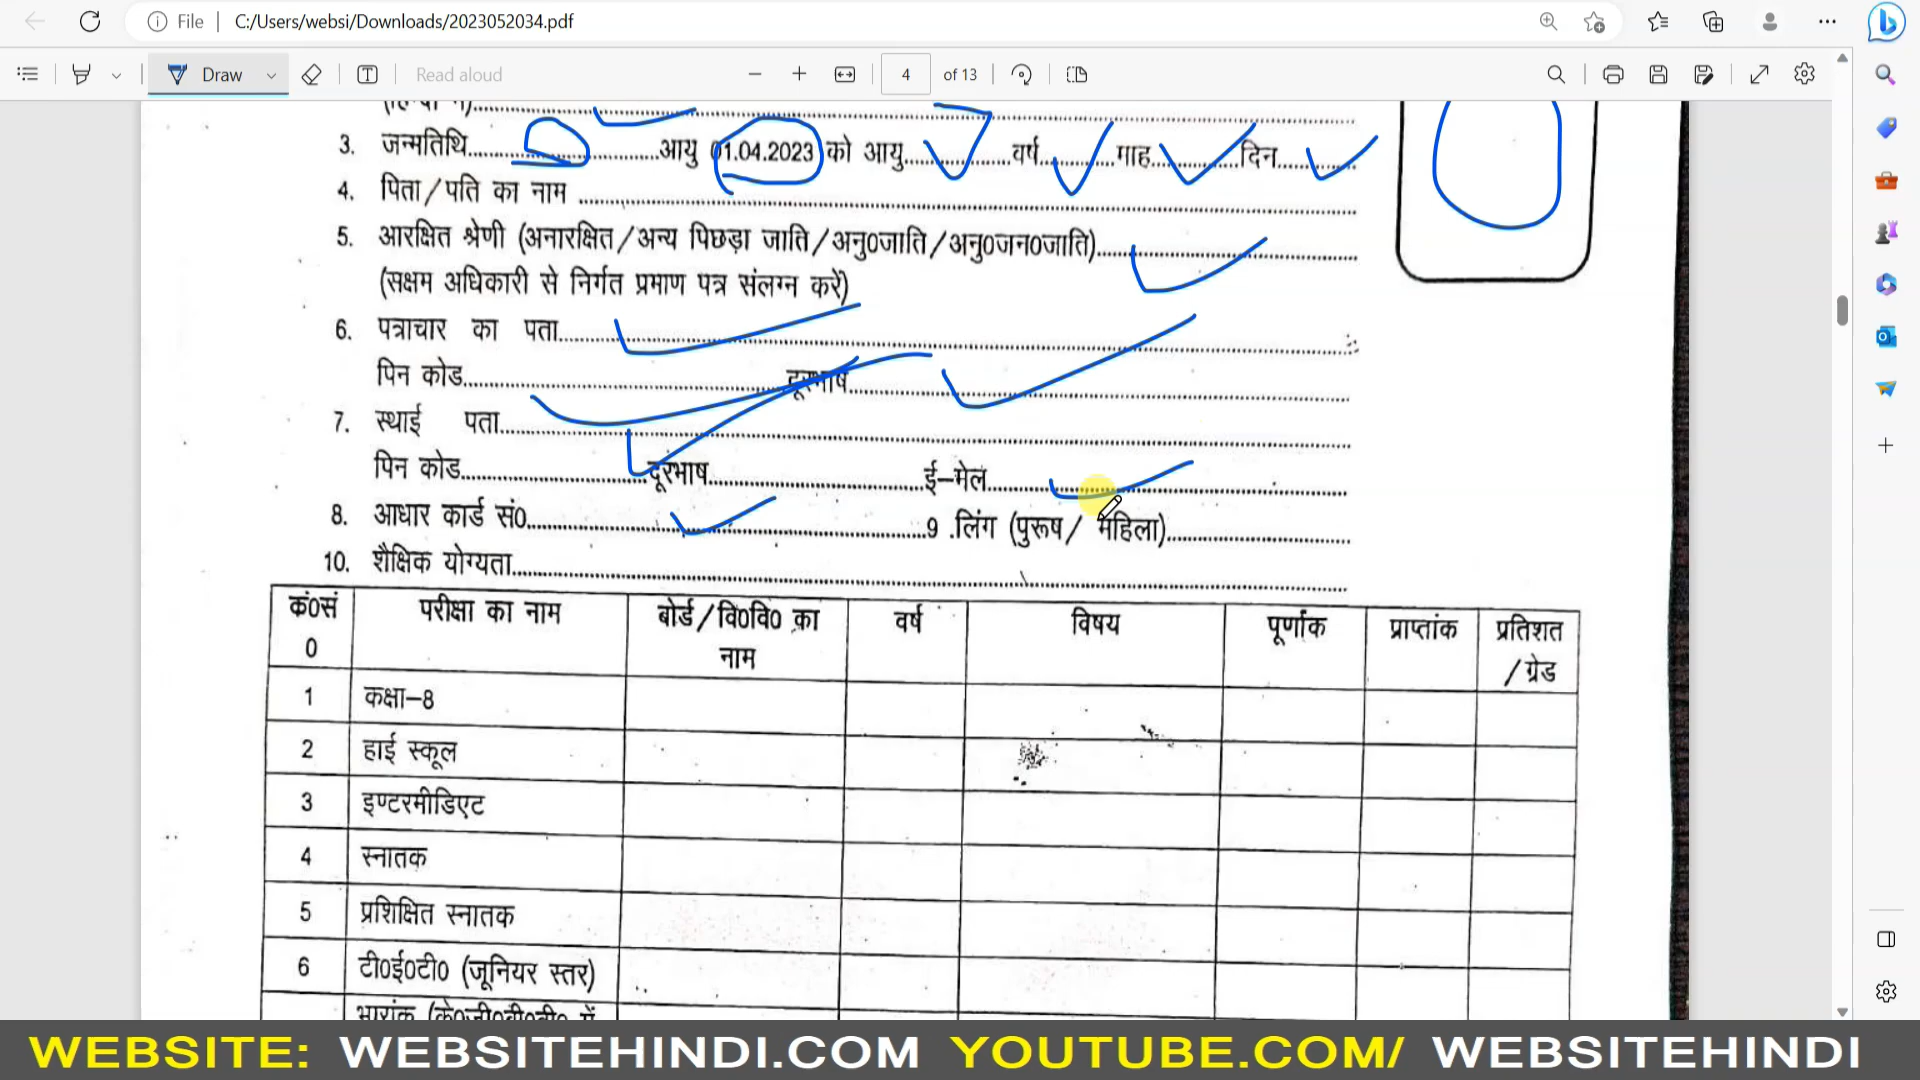 File C:/Users/websi/Downloads/2023052034.pdf
Draw Read aloud 4 of 13
3. जन्मतिथि.....आयु 01.04.2023 को आयु.....वर्ष.....माह.....दिन.....
4. पिता/पति का नाम .....
5. आरक्षित श्रेणी (अनारक्षित/अन्य पिछड़ा जाति/अनु0जाति/अनु0जन0जाति).....
(सक्षम अधिकारी से निर्गत प्रमाण पत्र संलग्न करें)
6. पत्राचार का पता.....
पिन कोड.....दूरभाष.....
7. स्थाई पता.....
पिन कोड.....दूरभाष.....ई-मेल.....
8. आधार कार्ड सं0.....9 .लिंग (पुरूष/ महिला).....
10. शैक्षिक योग्यता.....
कं0सं0 परीक्षा का नाम बोर्ड/वि0वि0 का नाम वर्ष विषय पूर्णांक प्राप्तांक प्रतिशत/ग्रेड
1 कक्षा-8
2 हाई स्कूल
3 इण्टरमीडिएट
4 स्नातक
5 प्रशिक्षित स्नातक
6 टी0ई0टी0 (जूनियर स्तर)
WEBSITE: WEBSITEHINDI.COM YOUTUBE.COM/ WEBSITEHINDI